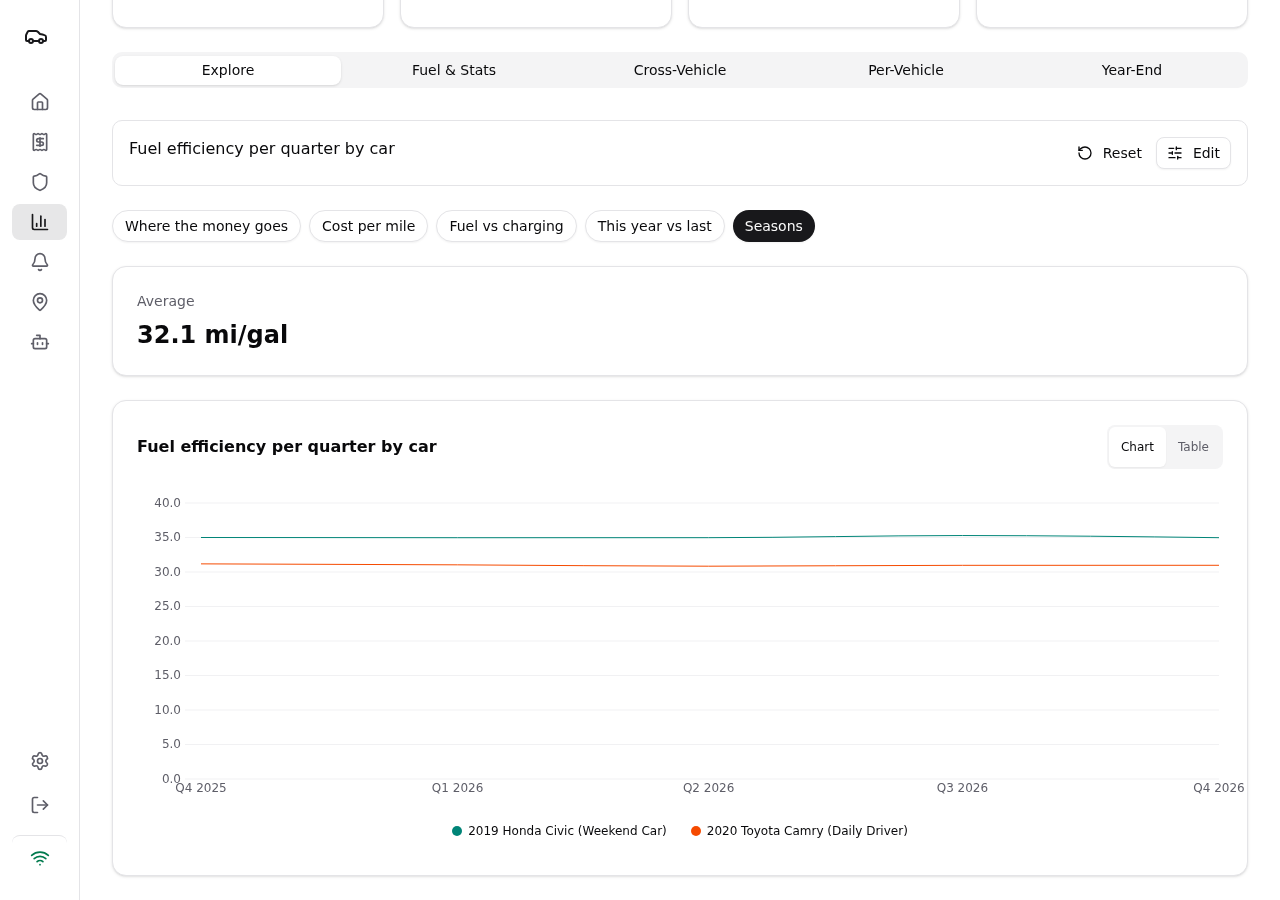 Explore Fuel & Stats Cross-Vehicle Per-Vehicle Year-End
Fuel efficiency per quarter by car
Reset Edit
Where the money goes Cost per mile Fuel vs charging This year vs last Seasons
Average
32.1 mi/gal
Fuel efficiency per quarter by car
Chart Table
40.0
35.0
30.0
25.0
20.0
15.0
10.0
5.0
0.0
Q4 2025 Q1 2026 Q2 2026 Q3 2026 Q4 2026
2019 Honda Civic (Weekend Car) 2020 Toyota Camry (Daily Driver)